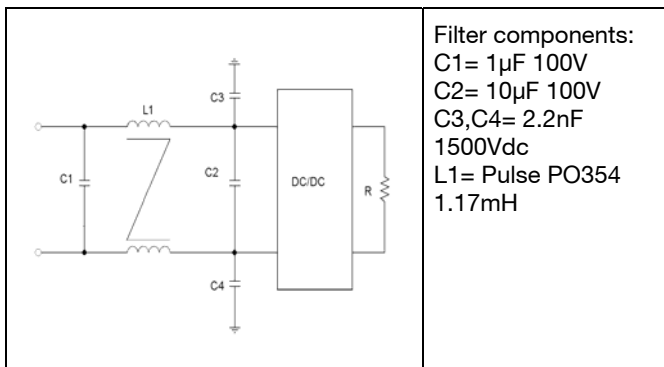 C3
L1
C1
C2
DC/DC
R
C4
Filter components:
C1= 1µF 100V
C2= 10µF 100V
C3,C4= 2.2nF
1500Vdc
L1= Pulse PO354
1.17mH